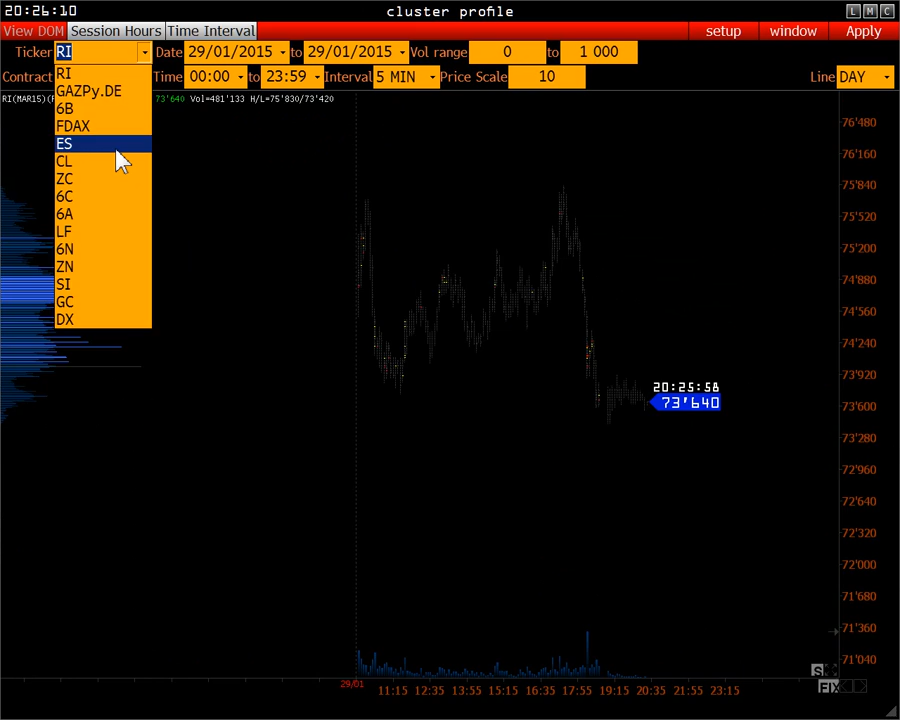 20:26:10 cluster profile L M C
View DOM Session Hours Time Interval setup window Apply
Ticker RI Date 29/01/2015 to 29/01/2015 Vol range 0 to 1 000
Contract Time 00:00 to 23:59 Interval 5 MIN Price Scale 10 Line DAY
RI(MAR15) 73'640 Vol=481'133 H/L=75'830/73'420
RI
GAZPy.DE
6B
FDAX
ES
CL
ZC
6C
6A
LF
6N
ZN
SI
GC
DX
76'480
76'160
75'840
75'520
75'200
74'880
74'560
74'240
73'920
73'600
73'280
72'960
72'640
72'320
72'000
71'680
71'360
71'040
20:25:58
73'640
FIX
29/01 11:15 12:35 13:55 15:15 16:35 17:55 19:15 20:35 21:55 23:15